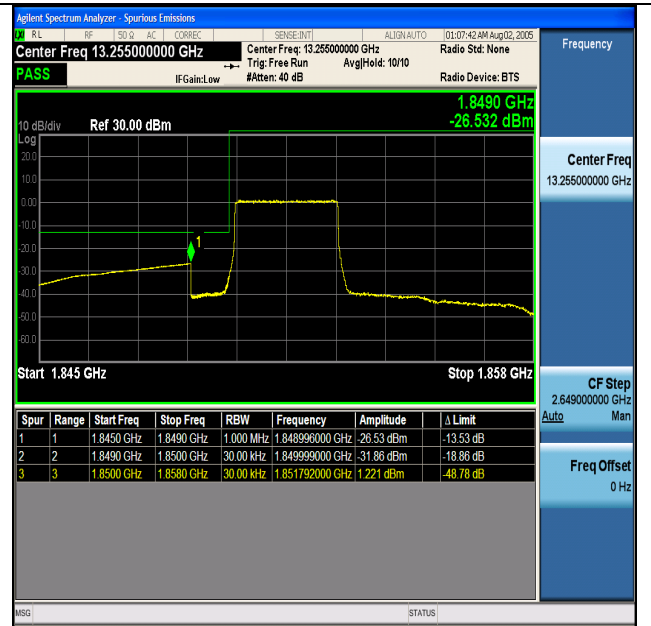 Agilent Spectrum Analyzer - Spurious Emissions
LXI RL RF 50 Ω AC CORREC SENSE:INT ALIGN AUTO 01:07:42 AM Aug 02, 2005
Center Freq 13.255000000 GHz Center Freq: 13.255000000 GHz Radio Std: None
Trig: Free Run Avg|Hold: 10/10
PASS IFGain:Low #Atten: 40 dB Radio Device: BTS
Frequency
1.8490 GHz
10 dB/div Ref 30.00 dBm -26.532 dBm
Log
20.0
10.0
0.00
-10.0
-20.0
-30.0
-40.0
-50.0
-60.0
1
Start 1.845 GHz Stop 1.858 GHz
Center Freq
13.255000000 GHz
CF Step
2.649000000 GHz
Auto Man
Freq Offset
0 Hz
Spur Range Start Freq Stop Freq RBW Frequency Amplitude Δ Limit
1 1 1.8450 GHz 1.8490 GHz 1.000 MHz 1.848996000 GHz -26.53 dBm -13.53 dB
2 2 1.8490 GHz 1.8500 GHz 30.00 kHz 1.849999000 GHz -31.86 dBm -18.86 dB
3 3 1.8500 GHz 1.8580 GHz 30.00 kHz 1.851792000 GHz 1.221 dBm -48.78 dB
MSG STATUS